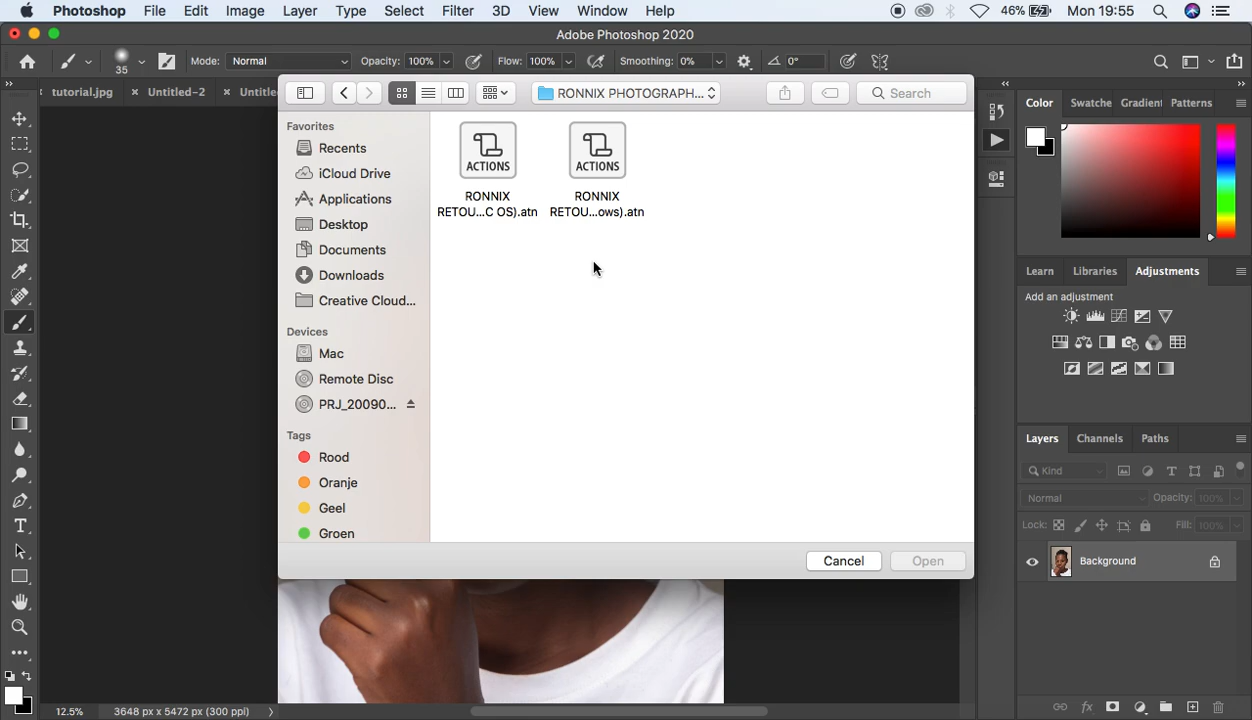 Photoshop File Edit Image Layer Type Select Filter 3D View Window Help 46% Mon 19:55
Adobe Photoshop 2020
35 Mode: Normal Opacity: 100% Flow: 100% Smoothing: 0% 0°
tutorial.jpg × Untitled-2 × Untitle
RONNIX PHOTOGRAPH... Search
Favorites
Recents
iCloud Drive
Applications
Desktop
Documents
Downloads
Creative Cloud...
Devices
Mac
Remote Disc
PRJ_20090...
Tags
Rood
Oranje
Geel
Groen
ACTIONS
RONNIX
RETOU...C OS).atn
ACTIONS
RONNIX
RETOU...ows).atn
Cancel Open
Color Swatche Gradient Patterns
Learn Libraries Adjustments
Add an adjustment
Layers Channels Paths
Kind
Normal Opacity: 100%
Lock: Fill: 100%
Background
12.5% 3648 px x 5472 px (300 ppi)